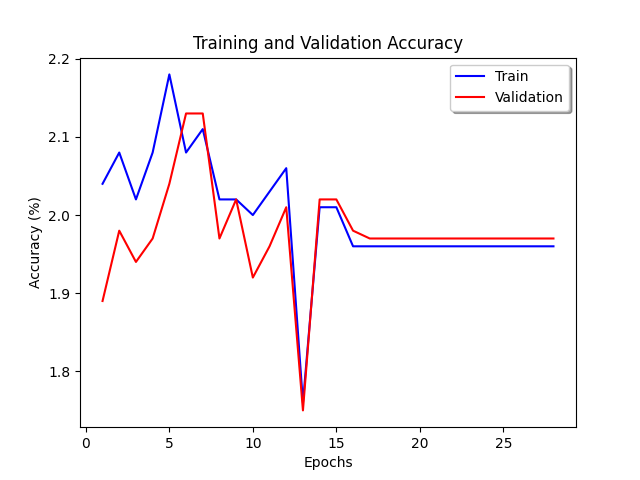 Training and Validation Accuracy
Train
Validation
Accuracy (%)
2.2
2.1
2.0
1.9
1.8
0 5 10 15 20 25
Epochs